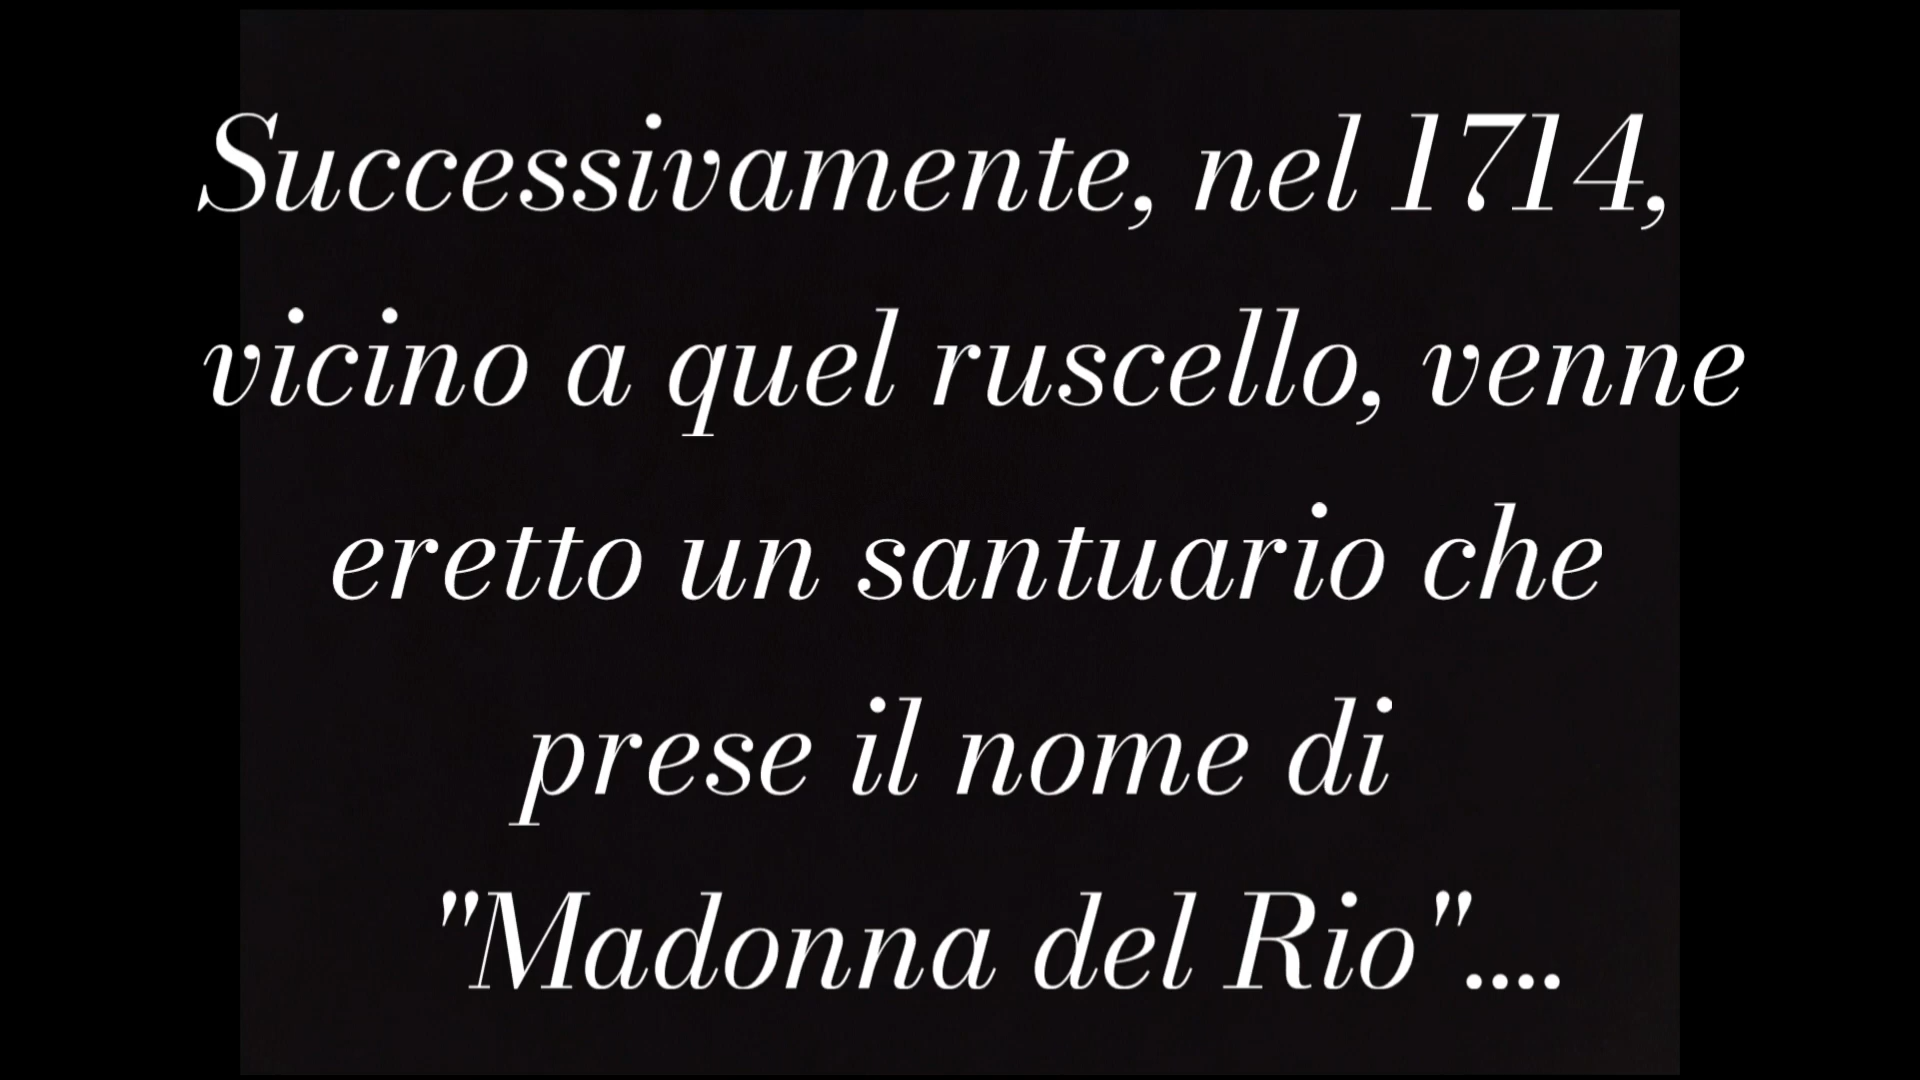 Successivamente, nel 1714,
vicino a quel ruscello, venne
eretto un santuario che
prese il nome di
"Madonna del Rio"....